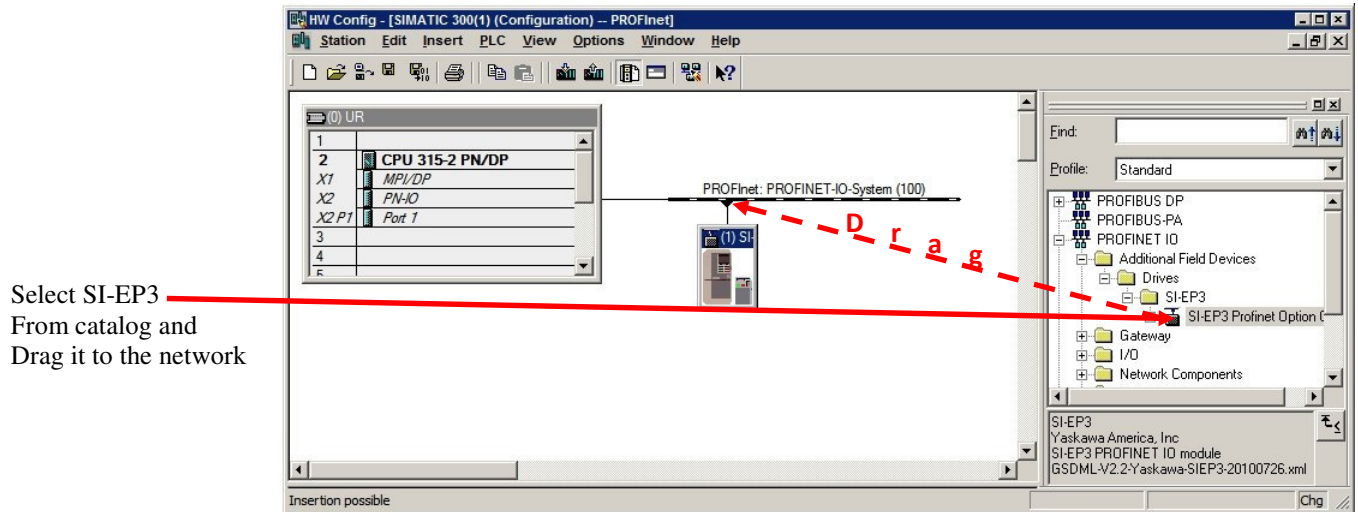 HW Config - [SIMATIC 300(1) (Configuration) -- PROFInet]
Station Edit Insert PLC View Options Window Help
(0) UR
1
2 CPU 315-2 PN/DP
X1 MPI/DP
X2 PN-IO
X2 P1 Port 1
3
4
5
PROFInet: PROFINET-IO-System (100)
(1) SI-
Drag
Select SI-EP3
From catalog and
Drag it to the network
Find:
Profile: Standard
PROFIBUS DP
PROFIBUS-PA
PROFINET IO
Additional Field Devices
Drives
SI-EP3
SI-EP3 Profinet Option
Gateway
I/O
Network Components
SI-EP3
Yaskawa America, Inc
SI-EP3 PROFINET IO module
GSDML-V2.2-Yaskawa-SIEP3-20100726.xml
Insertion possible
Chg